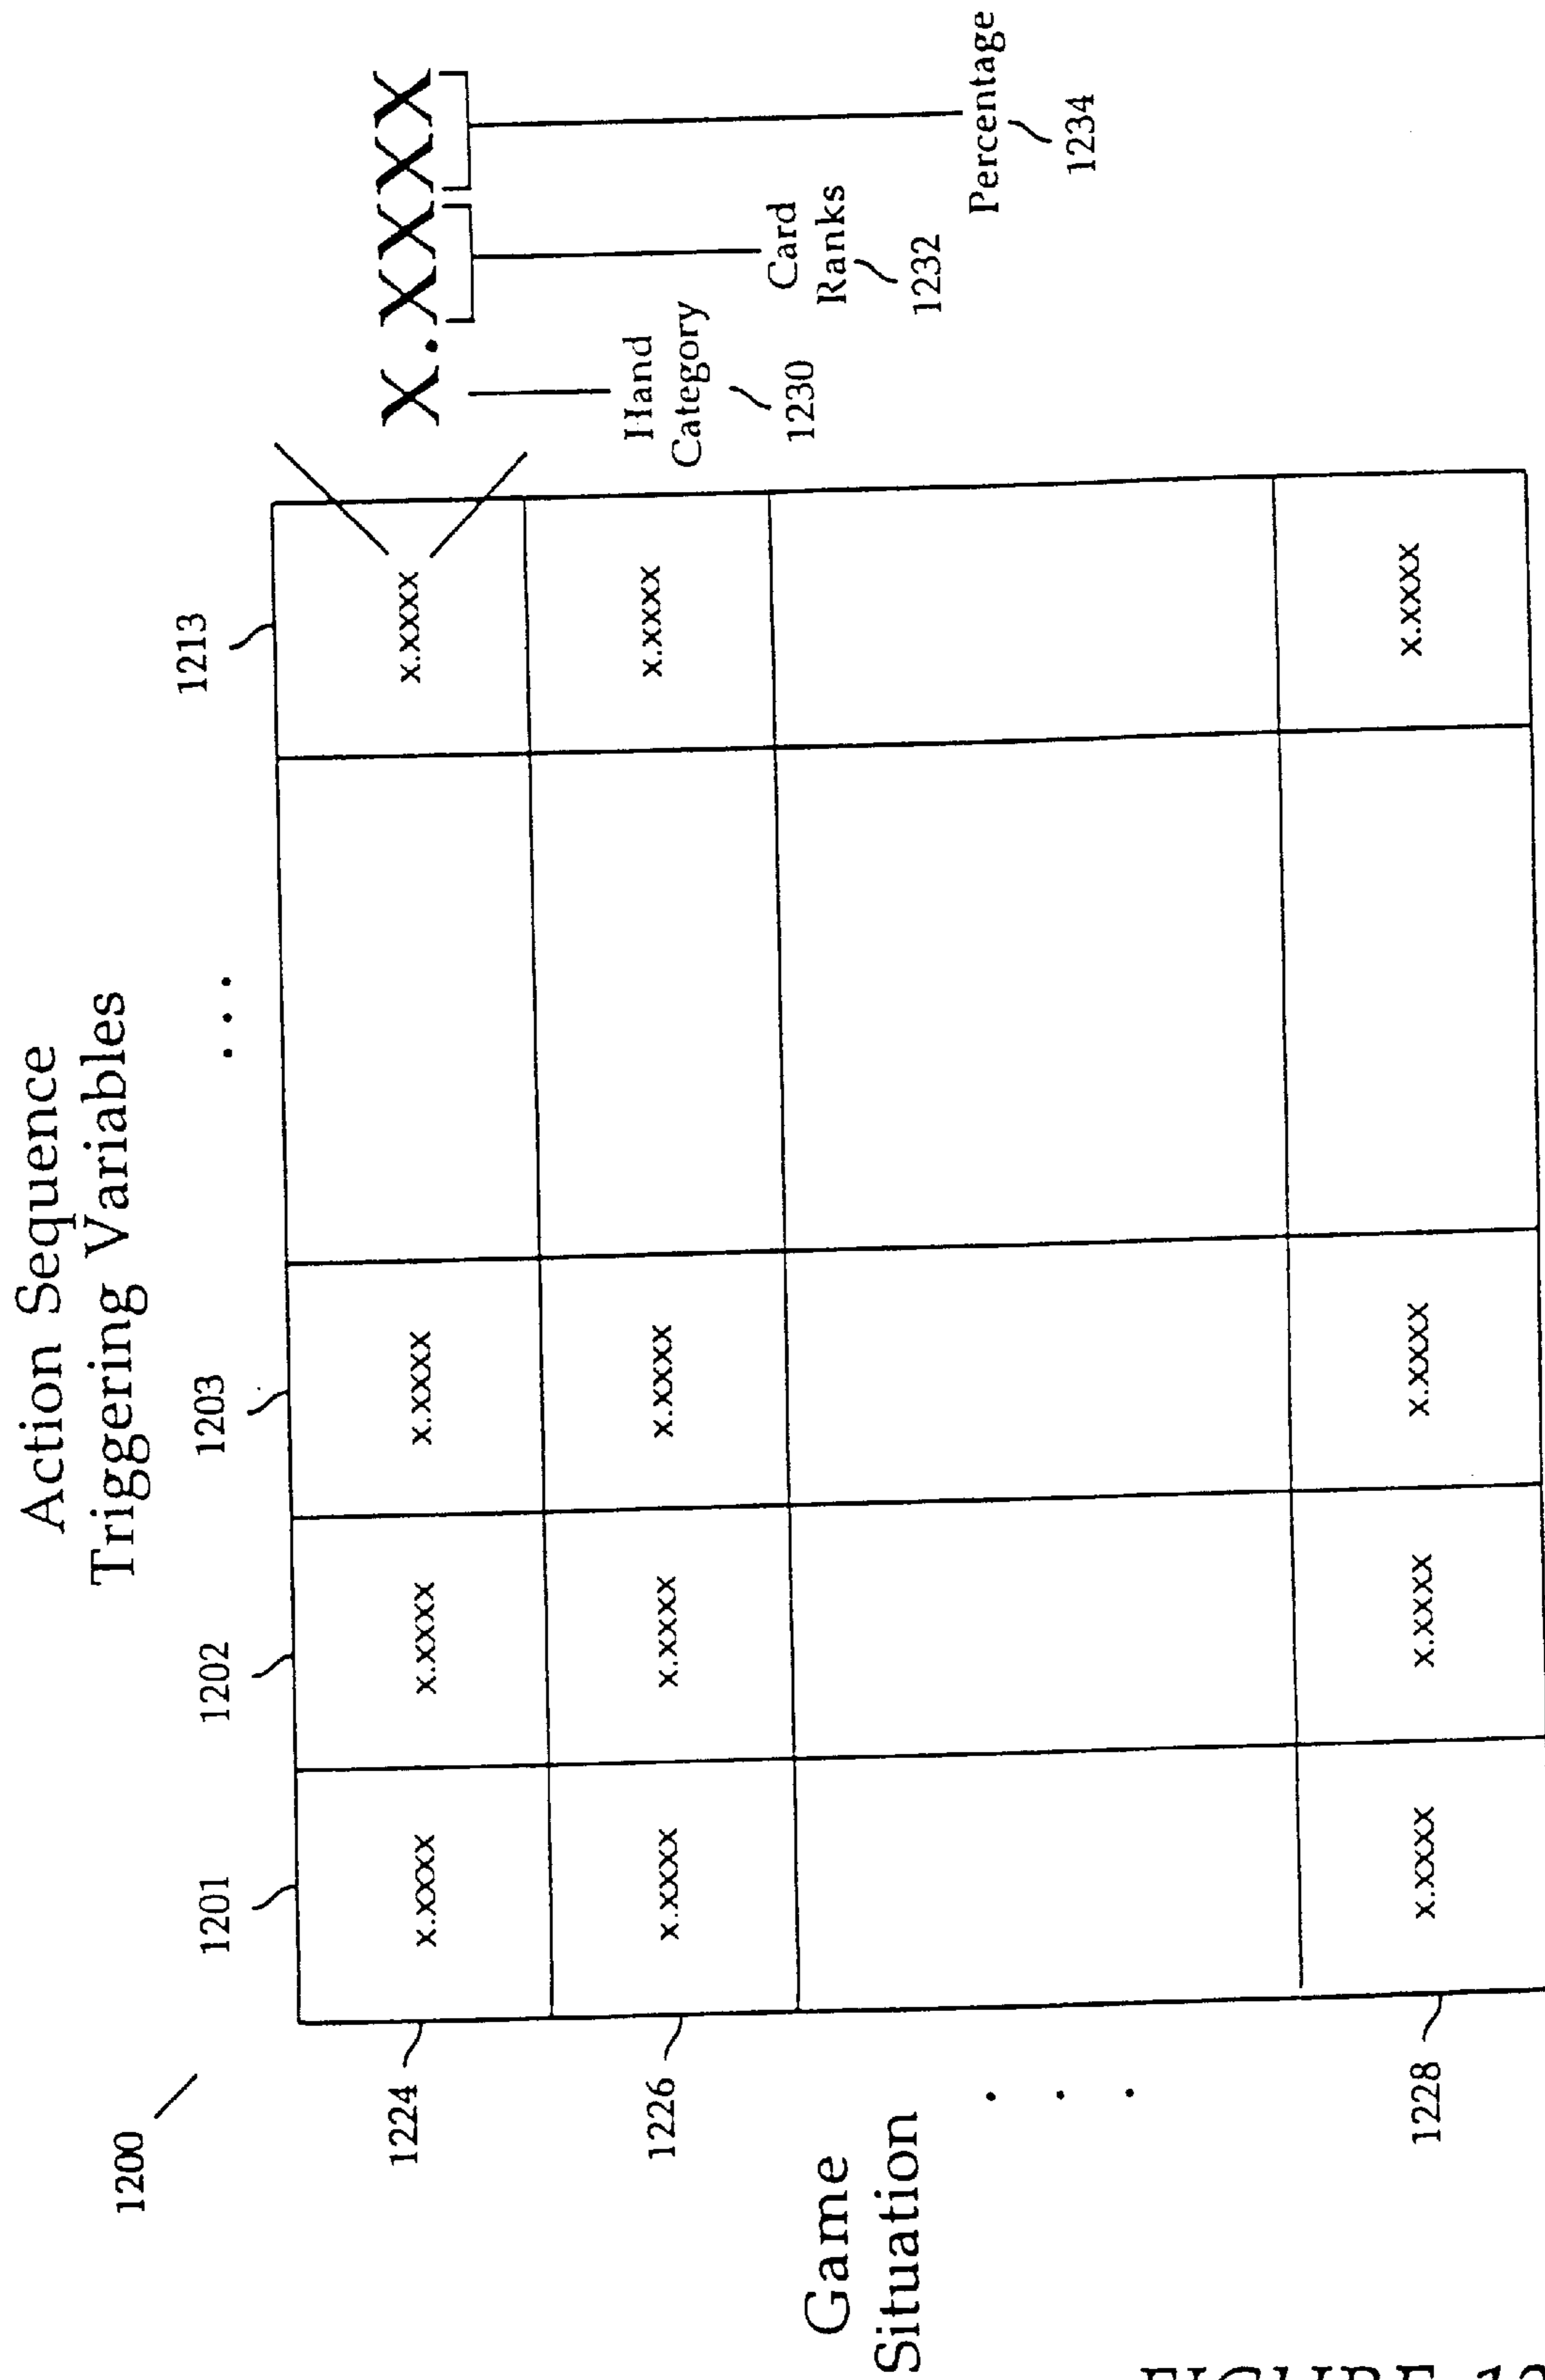 Action Sequence
Triggering Variables
1200
1201
1202
1203
. . .
1213
1224
x.xxxx
x.xxxx
x.xxxx
x.xxxx
X.XXXX
Hand
Category
1230
Card
Ranks
1232
Percentage
1234
1226
x.xxxx
x.xxxx
x.xxxx
x.xxxx
Game
Situation
. . .
1228
x.xxxx
x.xxxx
x.xxxx
x.xxxx